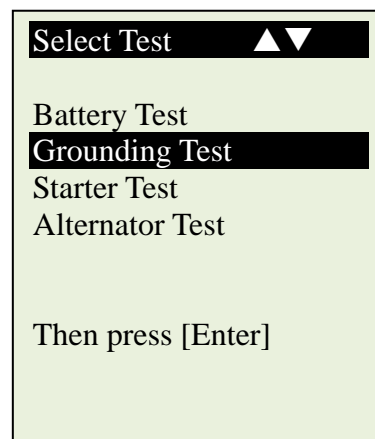 Select Test ▲▼
Battery Test
Grounding Test
Starter Test
Alternator Test
Then press [Enter]